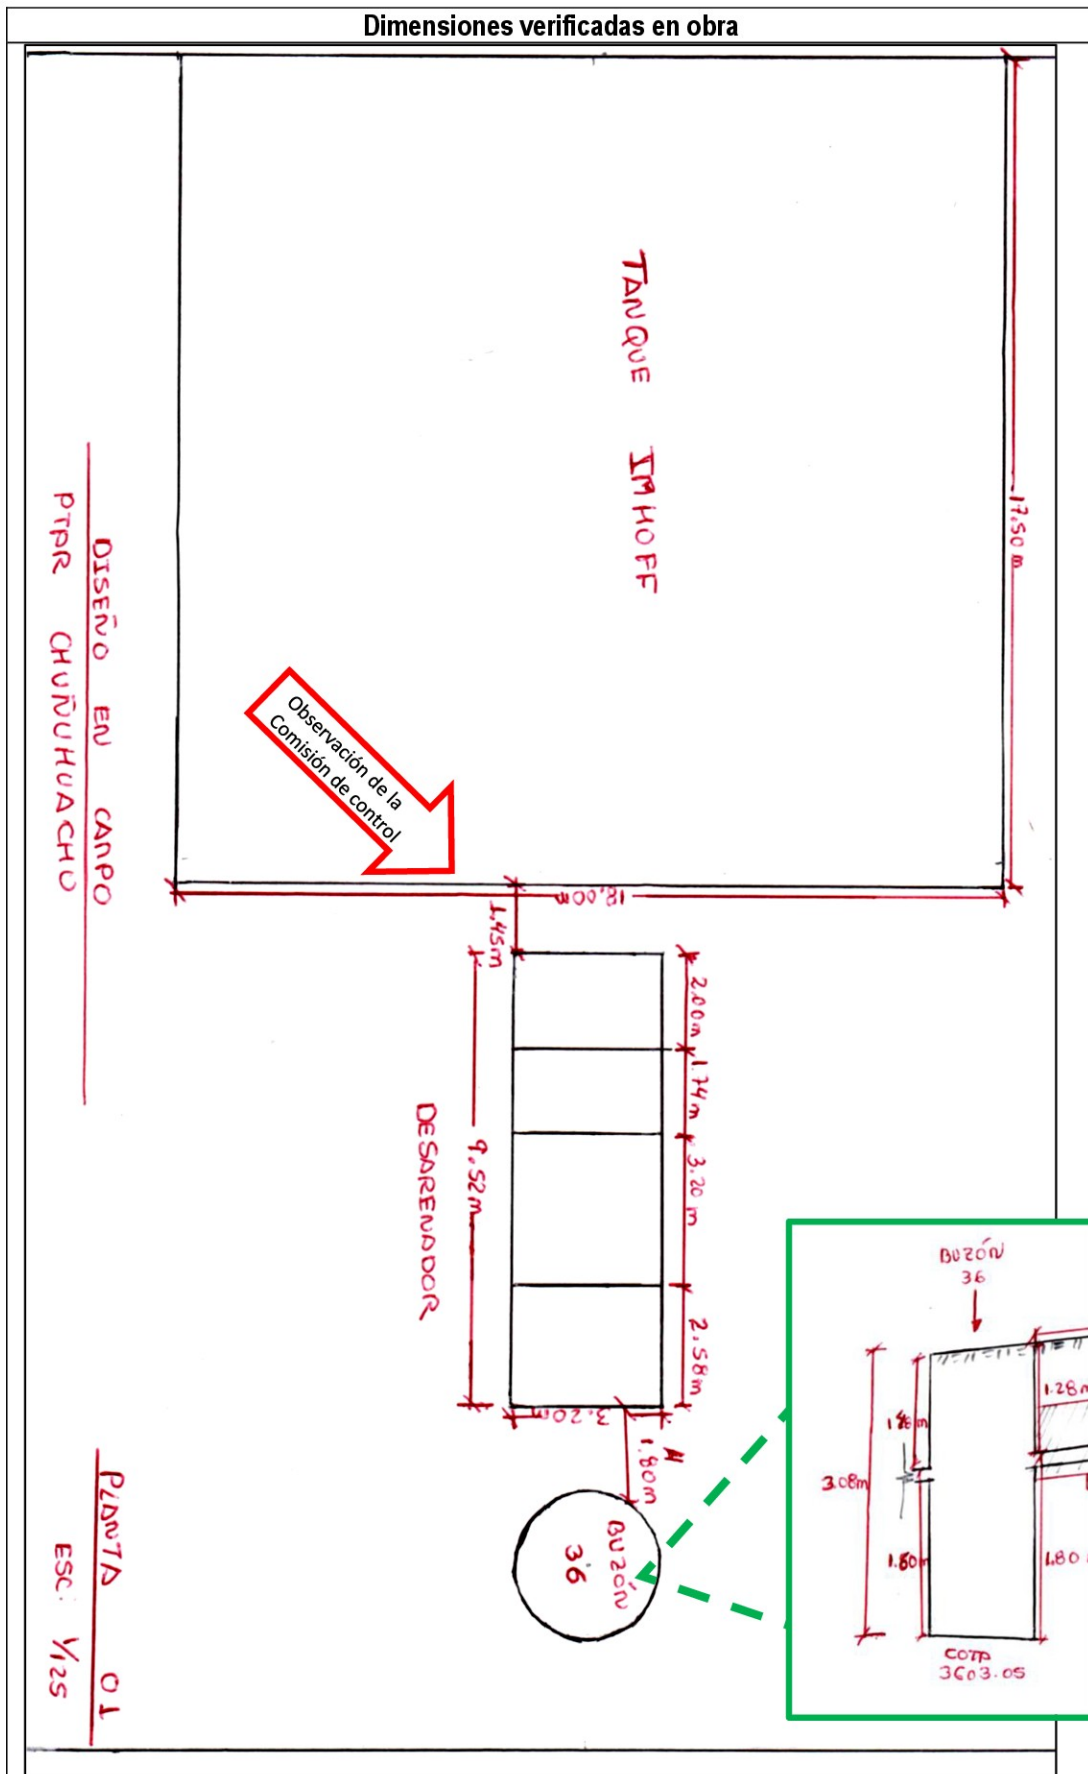 Dimensiones verificadas en obra
17.50 m
TANQUE IMHOFF
Observación de la
Comisión de control
18.00m
1.45m
2.00m
1.74m
3.20 m
2.58m
9.52m
DESARENADOR
3.20m
1.80m
BUZÓN
36
DISEÑO EN CAMPO
PTAR CHUÑUHUACHO
PLANTA 01
ESC: 1/125
BUZÓN
36
1.28m
3.08m
1.80
COTA
3603.05